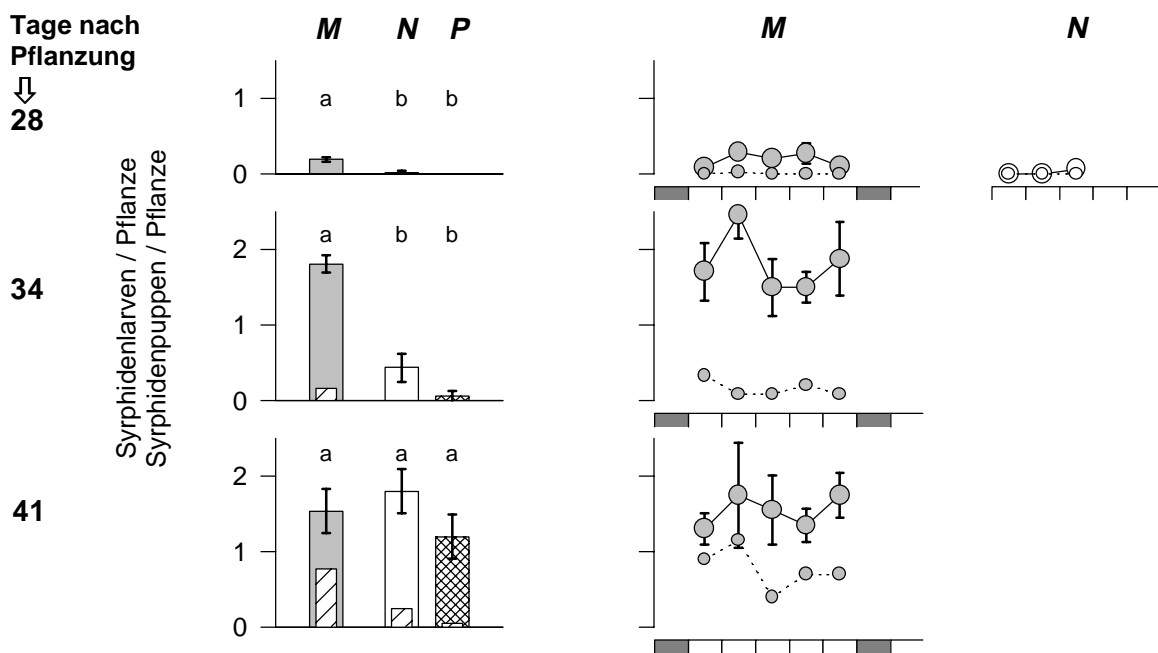 Tage nach
Pflanzung
⇩
28
34
41
Syrphidenlarven / Pflanze
Syrphidenpuppen / Pflanze
M N P
1
0
a b b
2
1
0
a b b
2
1
0
a a a
M N